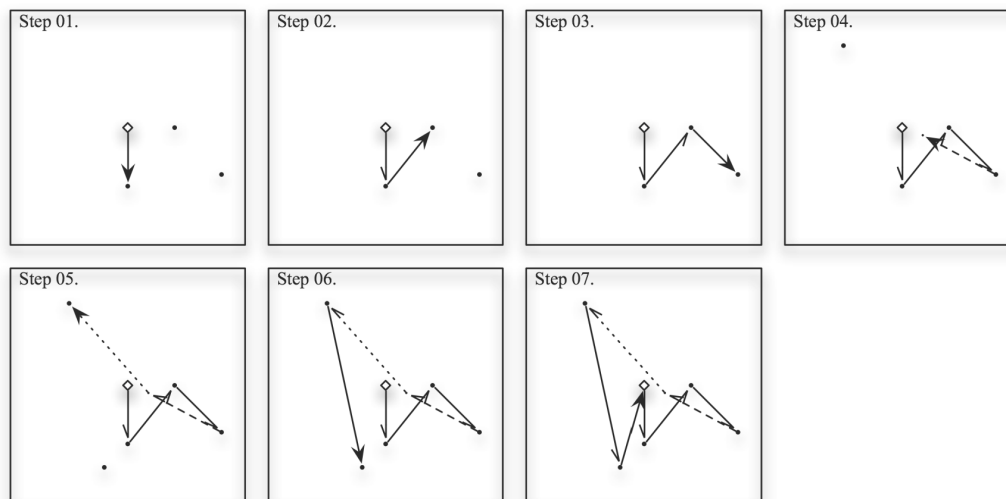 Step 01.
Step 02.
Step 03.
Step 04.
Step 05.
Step 06.
Step 07.